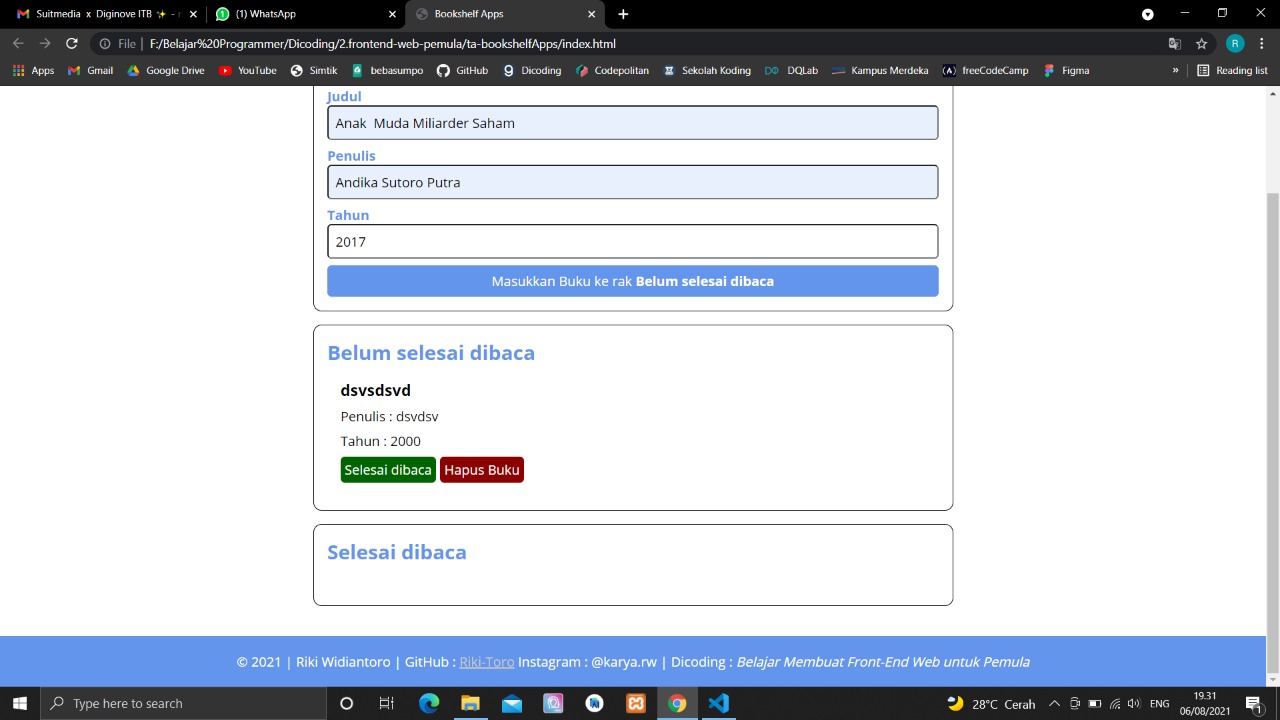 Suitmedia x Diginove ITB ✨ - r
(1) WhatsApp
Bookshelf Apps
File | F:/Belajar%20Programmer/Dicoding/2.frontend-web-pemula/ta-bookshelfApps/index.html
R
Apps Gmail Google Drive YouTube Simtik bebasumpo GitHub Dicoding Codepolitan Sekolah Koding DQLab Kampus Merdeka freeCodeCamp Figma » Reading list
Judul
Anak  Muda Miliarder Saham
Penulis
Andika Sutoro Putra
Tahun
2017
Masukkan Buku ke rak Belum selesai dibaca
Belum selesai dibaca
dsvsdsvd
Penulis : dsvdsv
Tahun : 2000
Selesai dibaca Hapus Buku
Selesai dibaca
© 2021 | Riki Widiantoro | GitHub : Riki-Toro Instagram : @karya.rw | Dicoding : Belajar Membuat Front-End Web untuk Pemula
Type here to search
28°C Cerah
ENG
19.31
06/08/2021
1